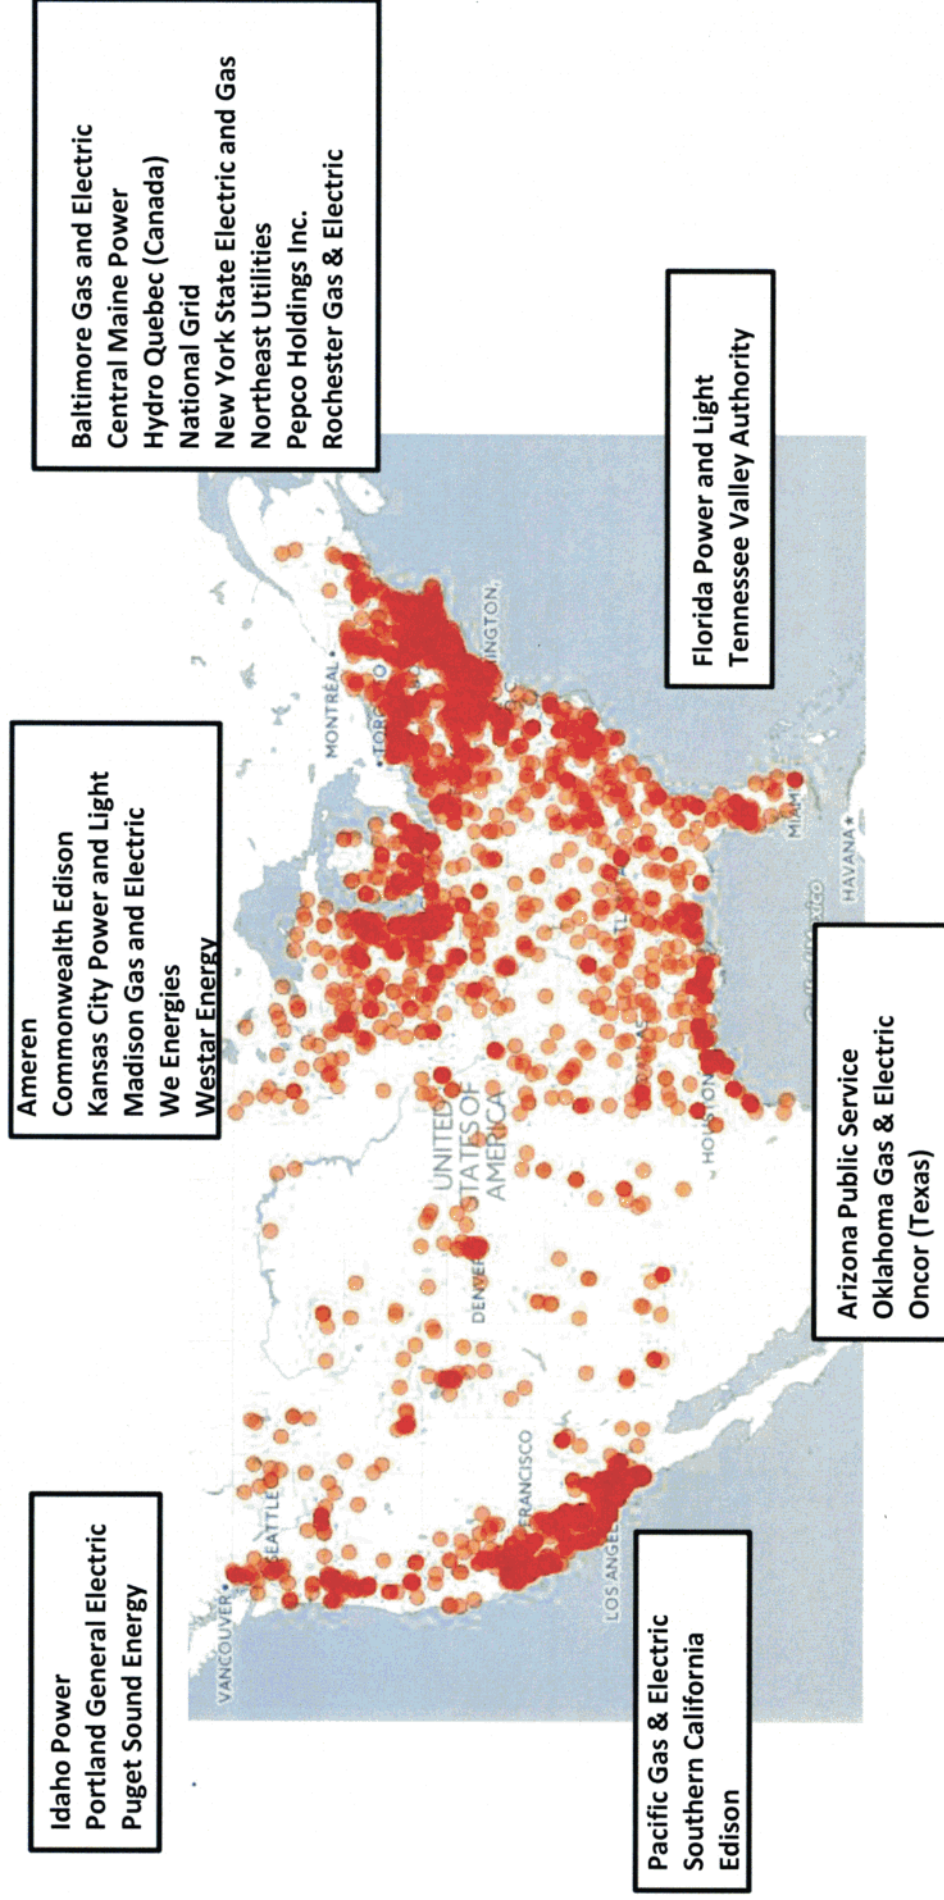 Idaho Power
Portland General Electric
Puget Sound Energy
Ameren
Commonwealth Edison
Kansas City Power and Light
Madison Gas and Electric
We Energies
Westar Energy
Baltimore Gas and Electric
Central Maine Power
Hydro Quebec (Canada)
National Grid
New York State Electric and Gas
Northeast Utilities
Pepco Holdings Inc.
Rochester Gas & Electric
VANCOUVER
SEATTLE
MONTRÉAL
UNITED
STATES OF
AMERICA
DENVER
FRANCISCO
INGTON,
LOS ANGEL
HOUSTON
MIAMI
HAVANA
Pacific Gas & Electric
Southern California
Edison
Arizona Public Service
Oklahoma Gas & Electric
Oncor (Texas)
Florida Power and Light
Tennessee Valley Authority